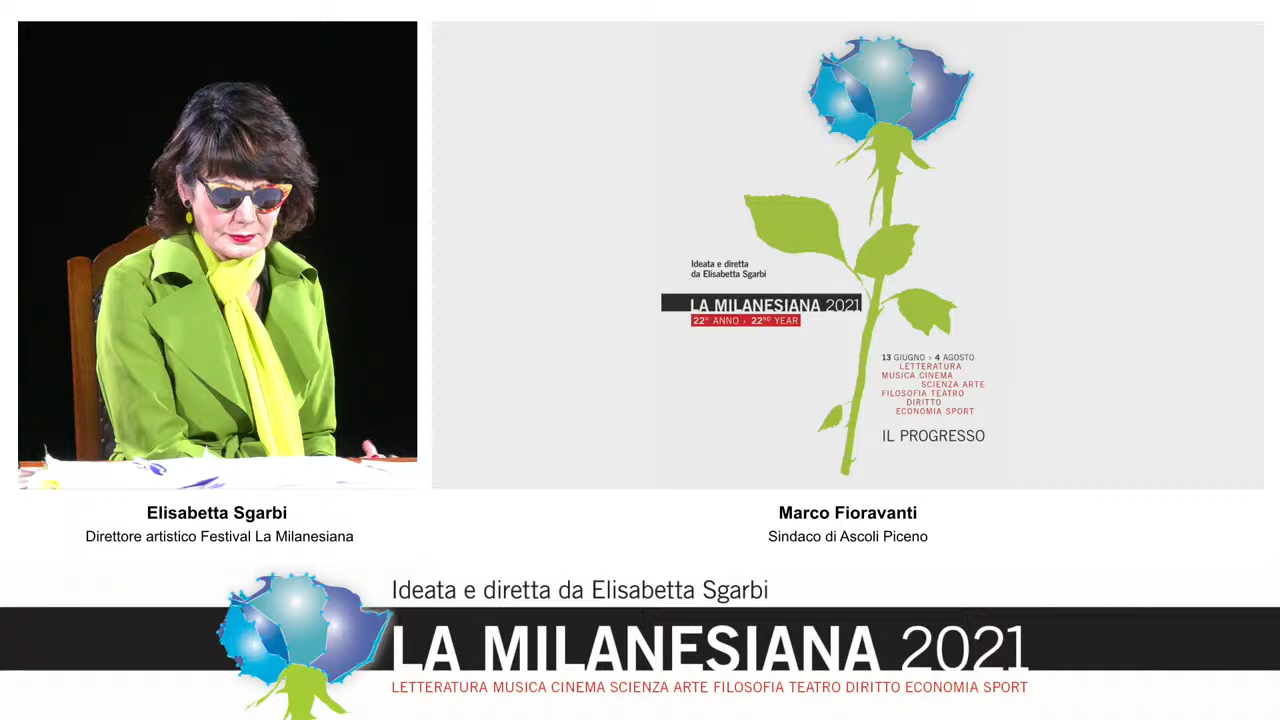 Ideata e diretta
da Elisabetta Sgarbi
LA MILANESIANA 2021
22° ANNO › 22ND YEAR
13 GIUGNO › 4 AGOSTO
LETTERATURA
MUSICA CINEMA
SCIENZA ARTE
FILOSOFIA TEATRO
DIRITTO
ECONOMIA SPORT
IL PROGRESSO
Elisabetta Sgarbi
Direttore artistico Festival La Milanesiana
Marco Fioravanti
Sindaco di Ascoli Piceno
Ideata e diretta da Elisabetta Sgarbi
LA MILANESIANA 2021
LETTERATURA MUSICA CINEMA SCIENZA ARTE FILOSOFIA TEATRO DIRITTO ECONOMIA SPORT